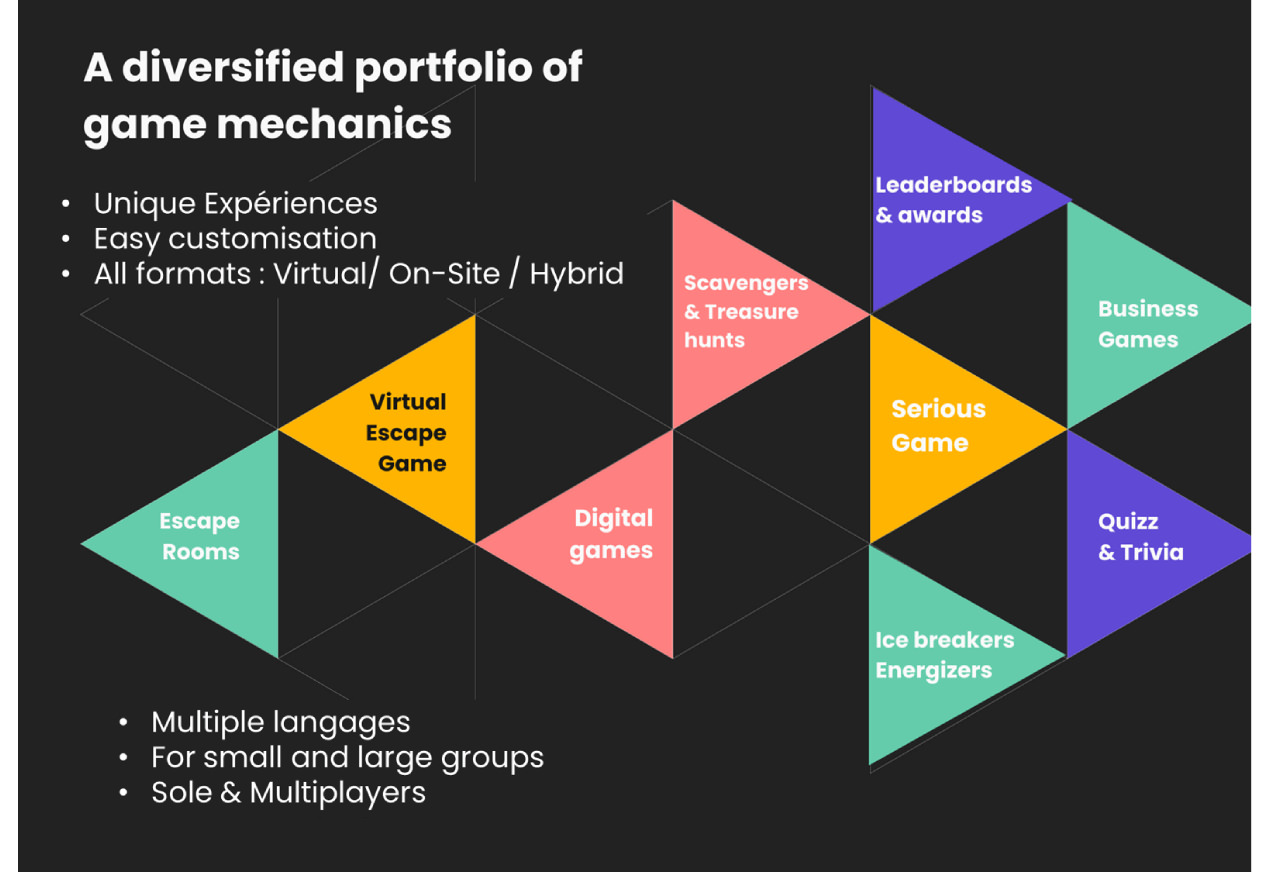 A diversified portfolio of
game mechanics
• Unique Expériences
• Easy customisation
• All formats : Virtual/ On-Site / Hybrid
Leaderboards
& awards
Scavengers
& Treasure
hunts
Business
Games
Virtual
Escape
Game
Serious
Game
Escape
Rooms
Digital
games
Quizz
& Trivia
Ice breakers
Energizers
• Multiple langages
• For small and large groups
• Sole & Multiplayers